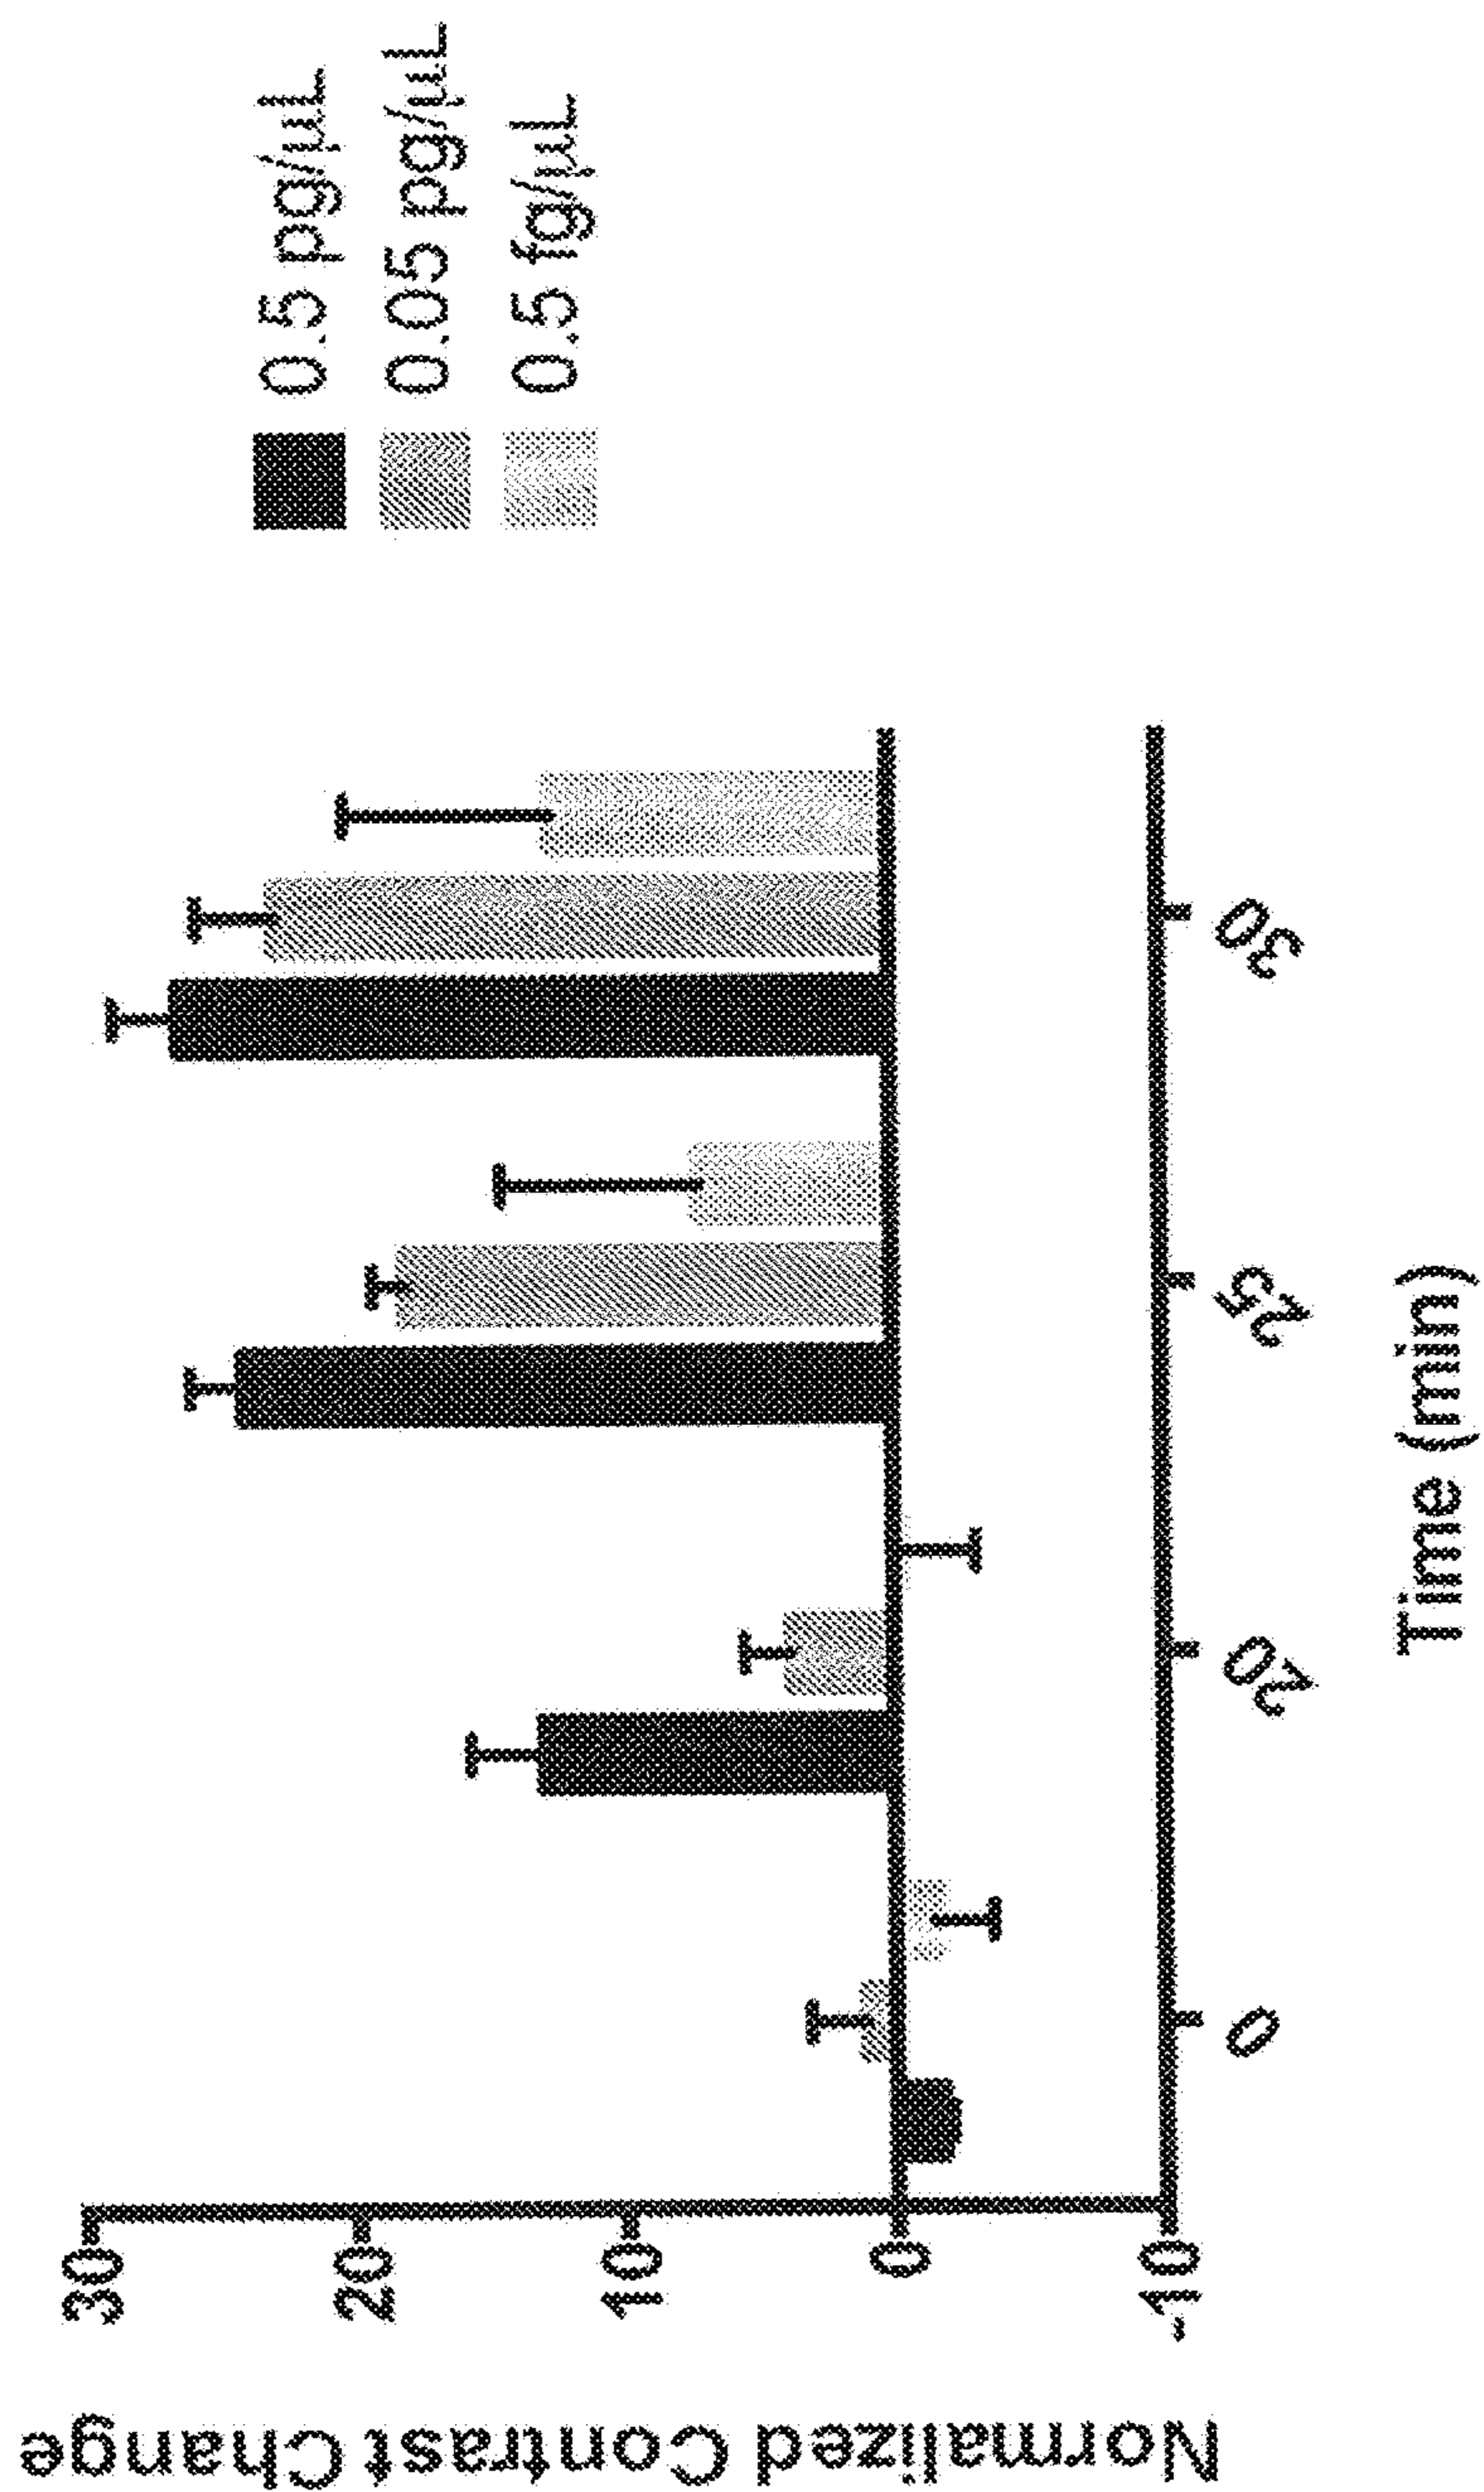 Normalized Contrast Change
30
20
10
0
-10
0
20
25
30
Time (min)
0.5 pg/µL
0.05 pg/µL
0.5 fg/µL